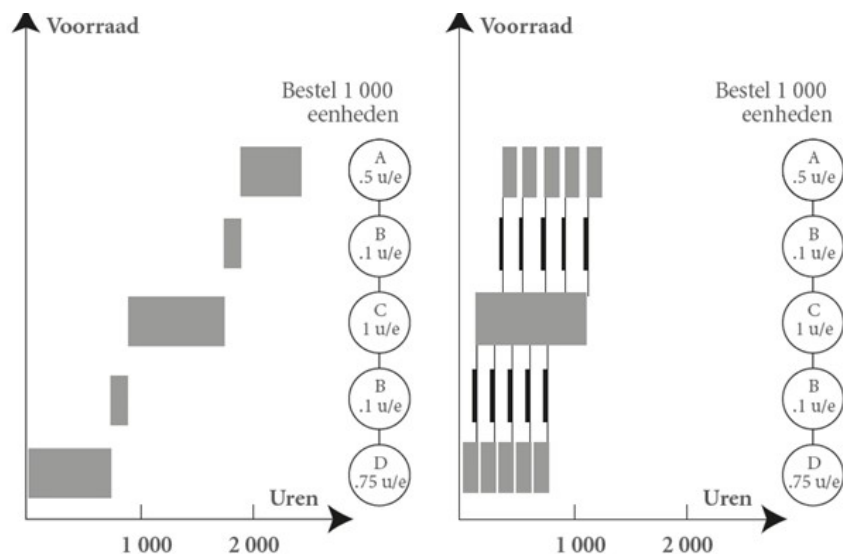 Voorraad
Bestel 1 000
eenheden
A
.5 u/e
B
.1 u/e
C
1 u/e
B
.1 u/e
D
.75 u/e
Uren
1 000
2 000
Voorraad
Bestel 1 000
eenheden
A
.5 u/e
B
.1 u/e
C
1 u/e
B
.1 u/e
D
.75 u/e
Uren
1 000
2 000